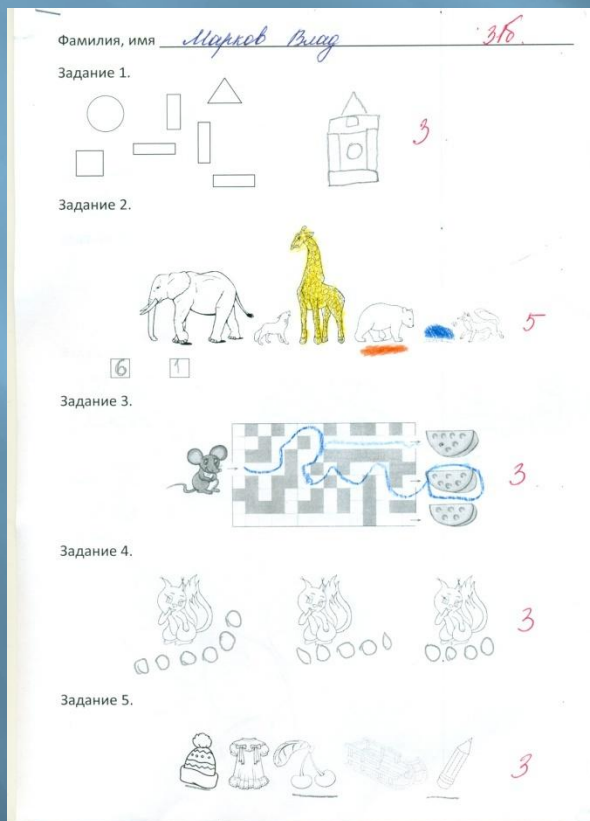 Фамилия, имя Марков Влад 3б.
Задание 1.
3
Задание 2.
5
6 1
Задание 3.
3
Задание 4.
3
Задание 5.
3